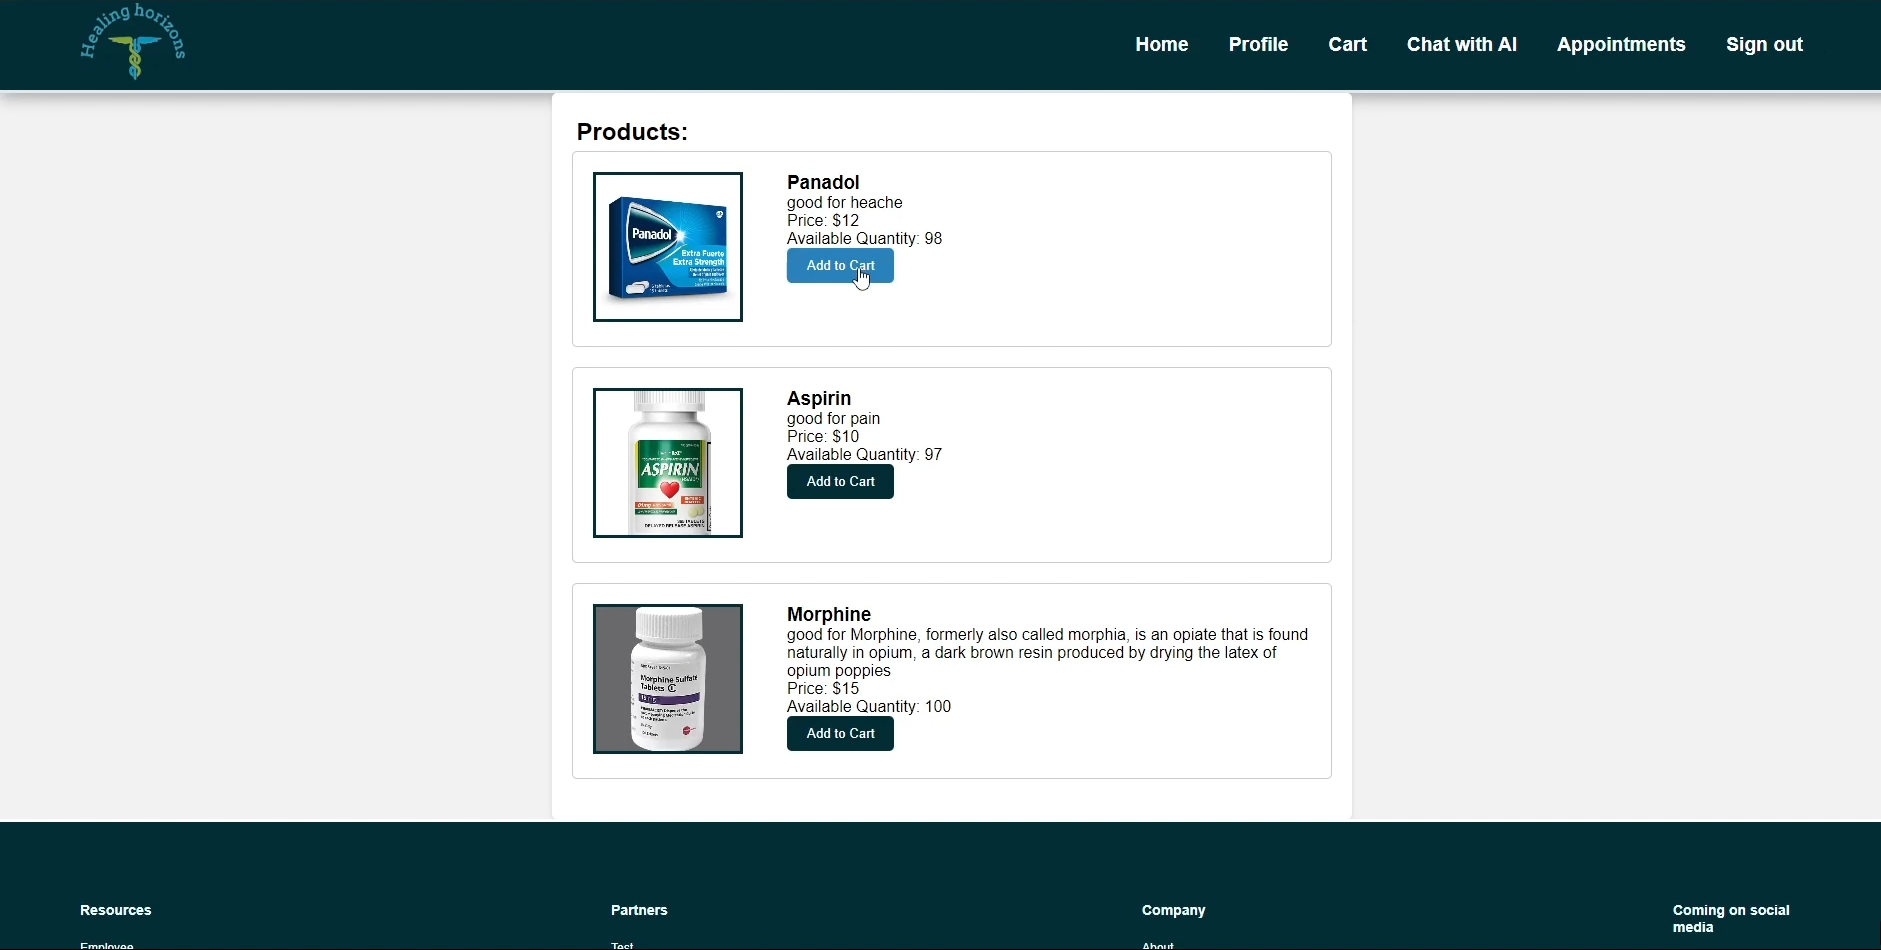 Healing horizons
Home Profile Cart Chat with AI Appointments Sign out
Products:
Panadol
good for heache
Price: $12
Available Quantity: 98
Add to Cart
Panadol
Extra Fuerte
Extra Strength
Aspirin
good for pain
Price: $10
Available Quantity: 97
Add to Cart
ASPIRIN
DELAYED RELEASE ASPIRIN
Morphine
good for Morphine, formerly also called morphia, is an opiate that is found
naturally in opium, a dark brown resin produced by drying the latex of
opium poppies
Price: $15
Available Quantity: 100
Add to Cart
Morphine Sulfate
Tablets
Resources Partners Company Coming on social
media
Employee Test About